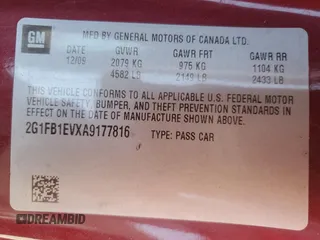 GM
MFD BY GENERAL MOTORS OF CANADA LTD.
DATE GVWR GAWR FRT GAWR RR
12/09 2079 KG 975 KG 1104 KG
4582 LB 2149 LB 2433 LB
THIS VEHICLE CONFORMS TO ALL APPLICABLE U.S. FEDERAL MOTOR
VEHICLE SAFETY, BUMPER, AND THEFT PREVENTION STANDARDS IN
EFFECT ON THE DATE OF MANUFACTURE SHOWN ABOVE
2G1FB1EVXA9177816 TYPE: PASS CAR
DREAMBID